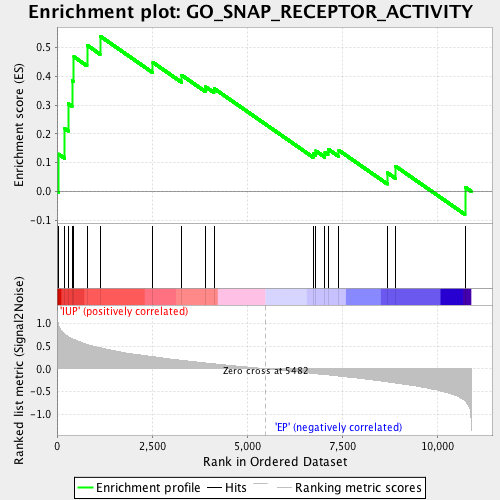 Enrichment plot: GO_SNAP_RECEPTOR_ACTIVITY
Enrichment score (ES)
0.5
0.4
0.3
0.2
0.1
0.0
-0.1
'IUP' (positively correlated)
Ranked list metric (Signal2Noise)
1.0
0.5
0.0
-0.5
-1.0
Zero cross at 5482
'EP' (negatively correlated)
0 2,500 5,000 7,500 10,000
Rank in Ordered Dataset
Enrichment profile Hits Ranking metric scores